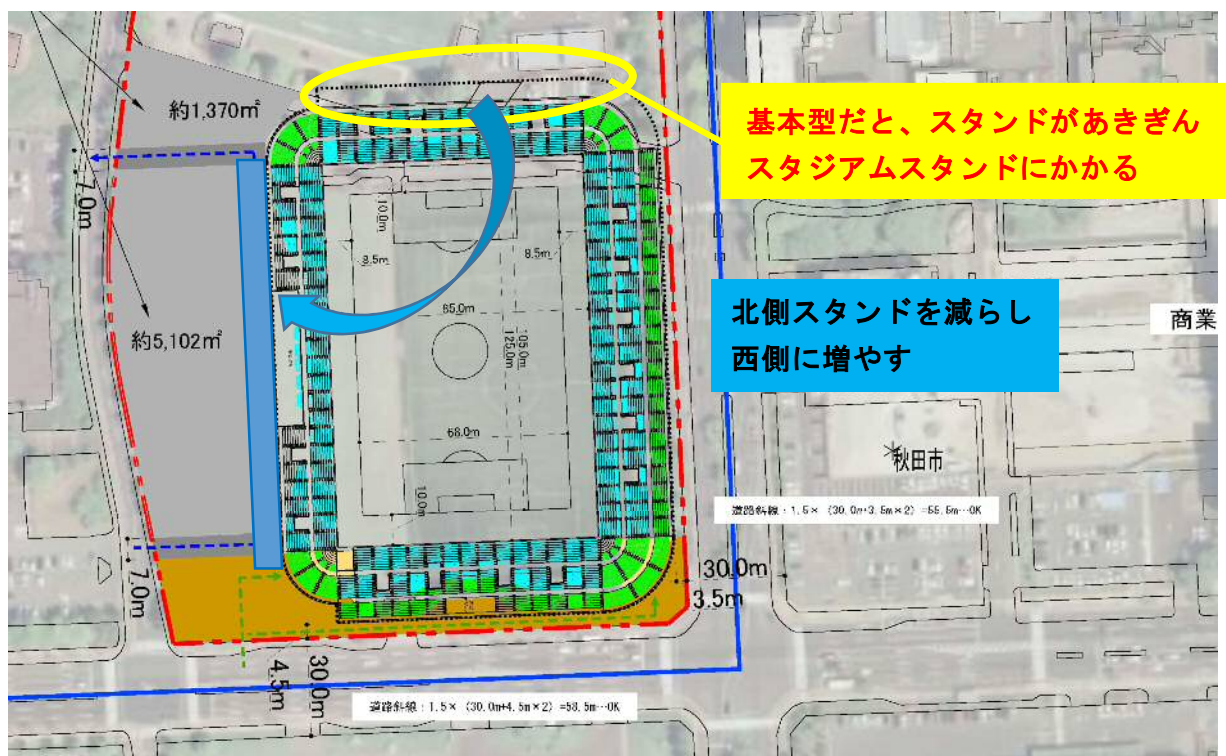 約1,370㎡
基本型だと、スタンドがあきぎん
スタジアムスタンドにかかる
7.0m
10.0m
8.5m
8.5m
北側スタンドを減らし
西側に増やす
商業
約5,102㎡
85.0m
105.0m
125.0m
68.0m
秋田市
10.0m
道路斜線：1.5×（30.0m+3.5m×2）=55.5m…OK
7.0m
30.0m
3.5m
30.0m
4.5m
道路斜線：1.5×（30.0m+4.5m×2）=58.5m…OK